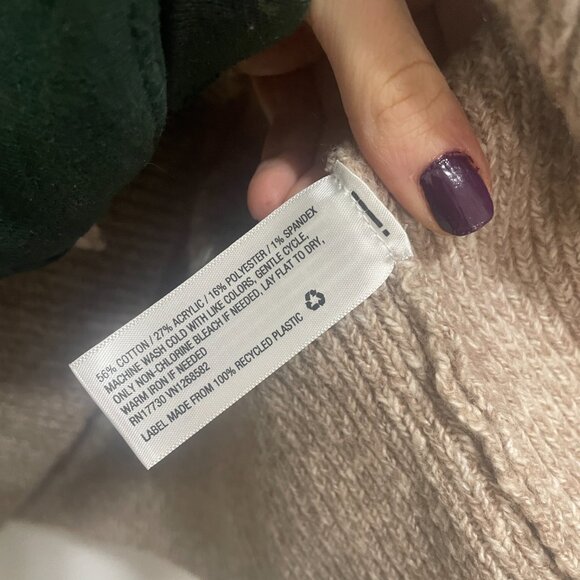 56% COTTON / 27% ACRYLIC / 16% POLYESTER / 1% SPANDEX
MACHINE WASH COLD WITH LIKE COLORS, GENTLE CYCLE,
ONLY NON-CHLORINE BLEACH IF NEEDED, LAY FLAT TO DRY,
WARM IRON IF NEEDED
RN17730 VN1268582
LABEL MADE FROM 100% RECYCLED PLASTIC